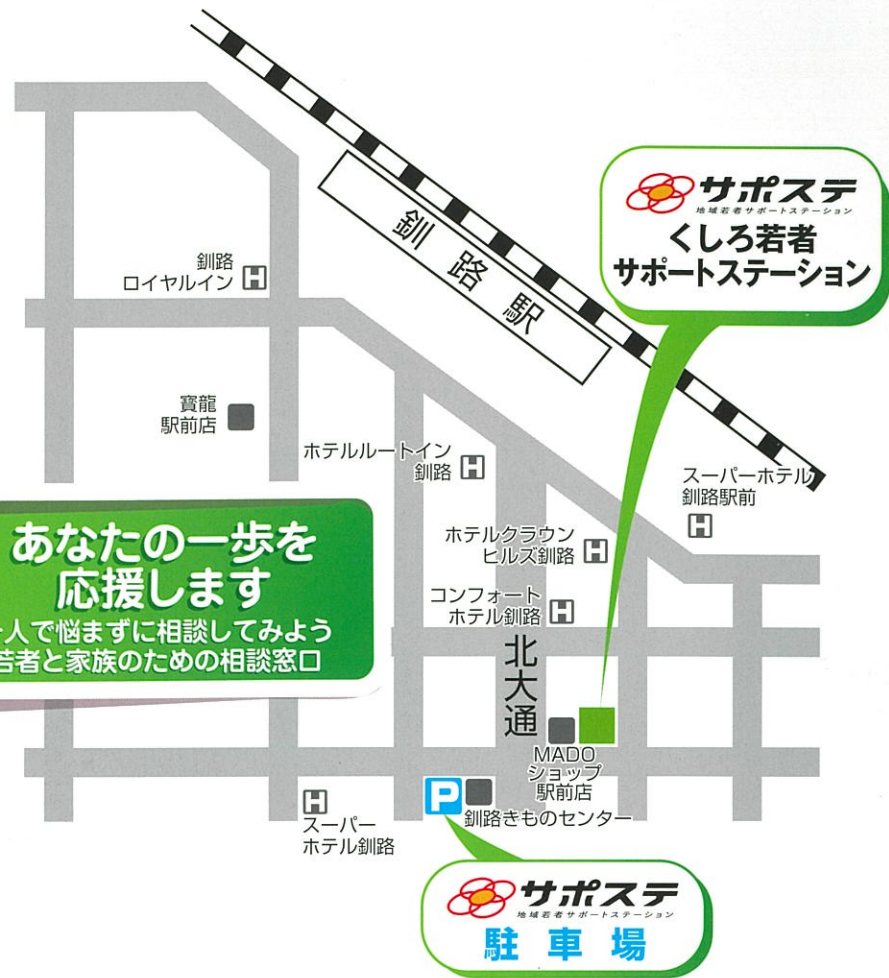 サポステ
地域若者サポートステーション
くしろ若者
サポートステーション
釧路駅
釧路
ロイヤルイン
H
寳龍
駅前店
ホテルルートイン
釧路
H
スーパーホテル
釧路駅前
H
ホテルクラウン
ヒルズ釧路
H
コンフォート
ホテル釧路
H
あなたの一歩を
応援します
人で悩まずに相談してみよう
若者と家族のための相談窓口
北大通
MADO
ショップ
駅前店
H
スーパー
ホテル釧路
P
釧路きものセンター
サポステ
地域若者サポートステーション
駐車場